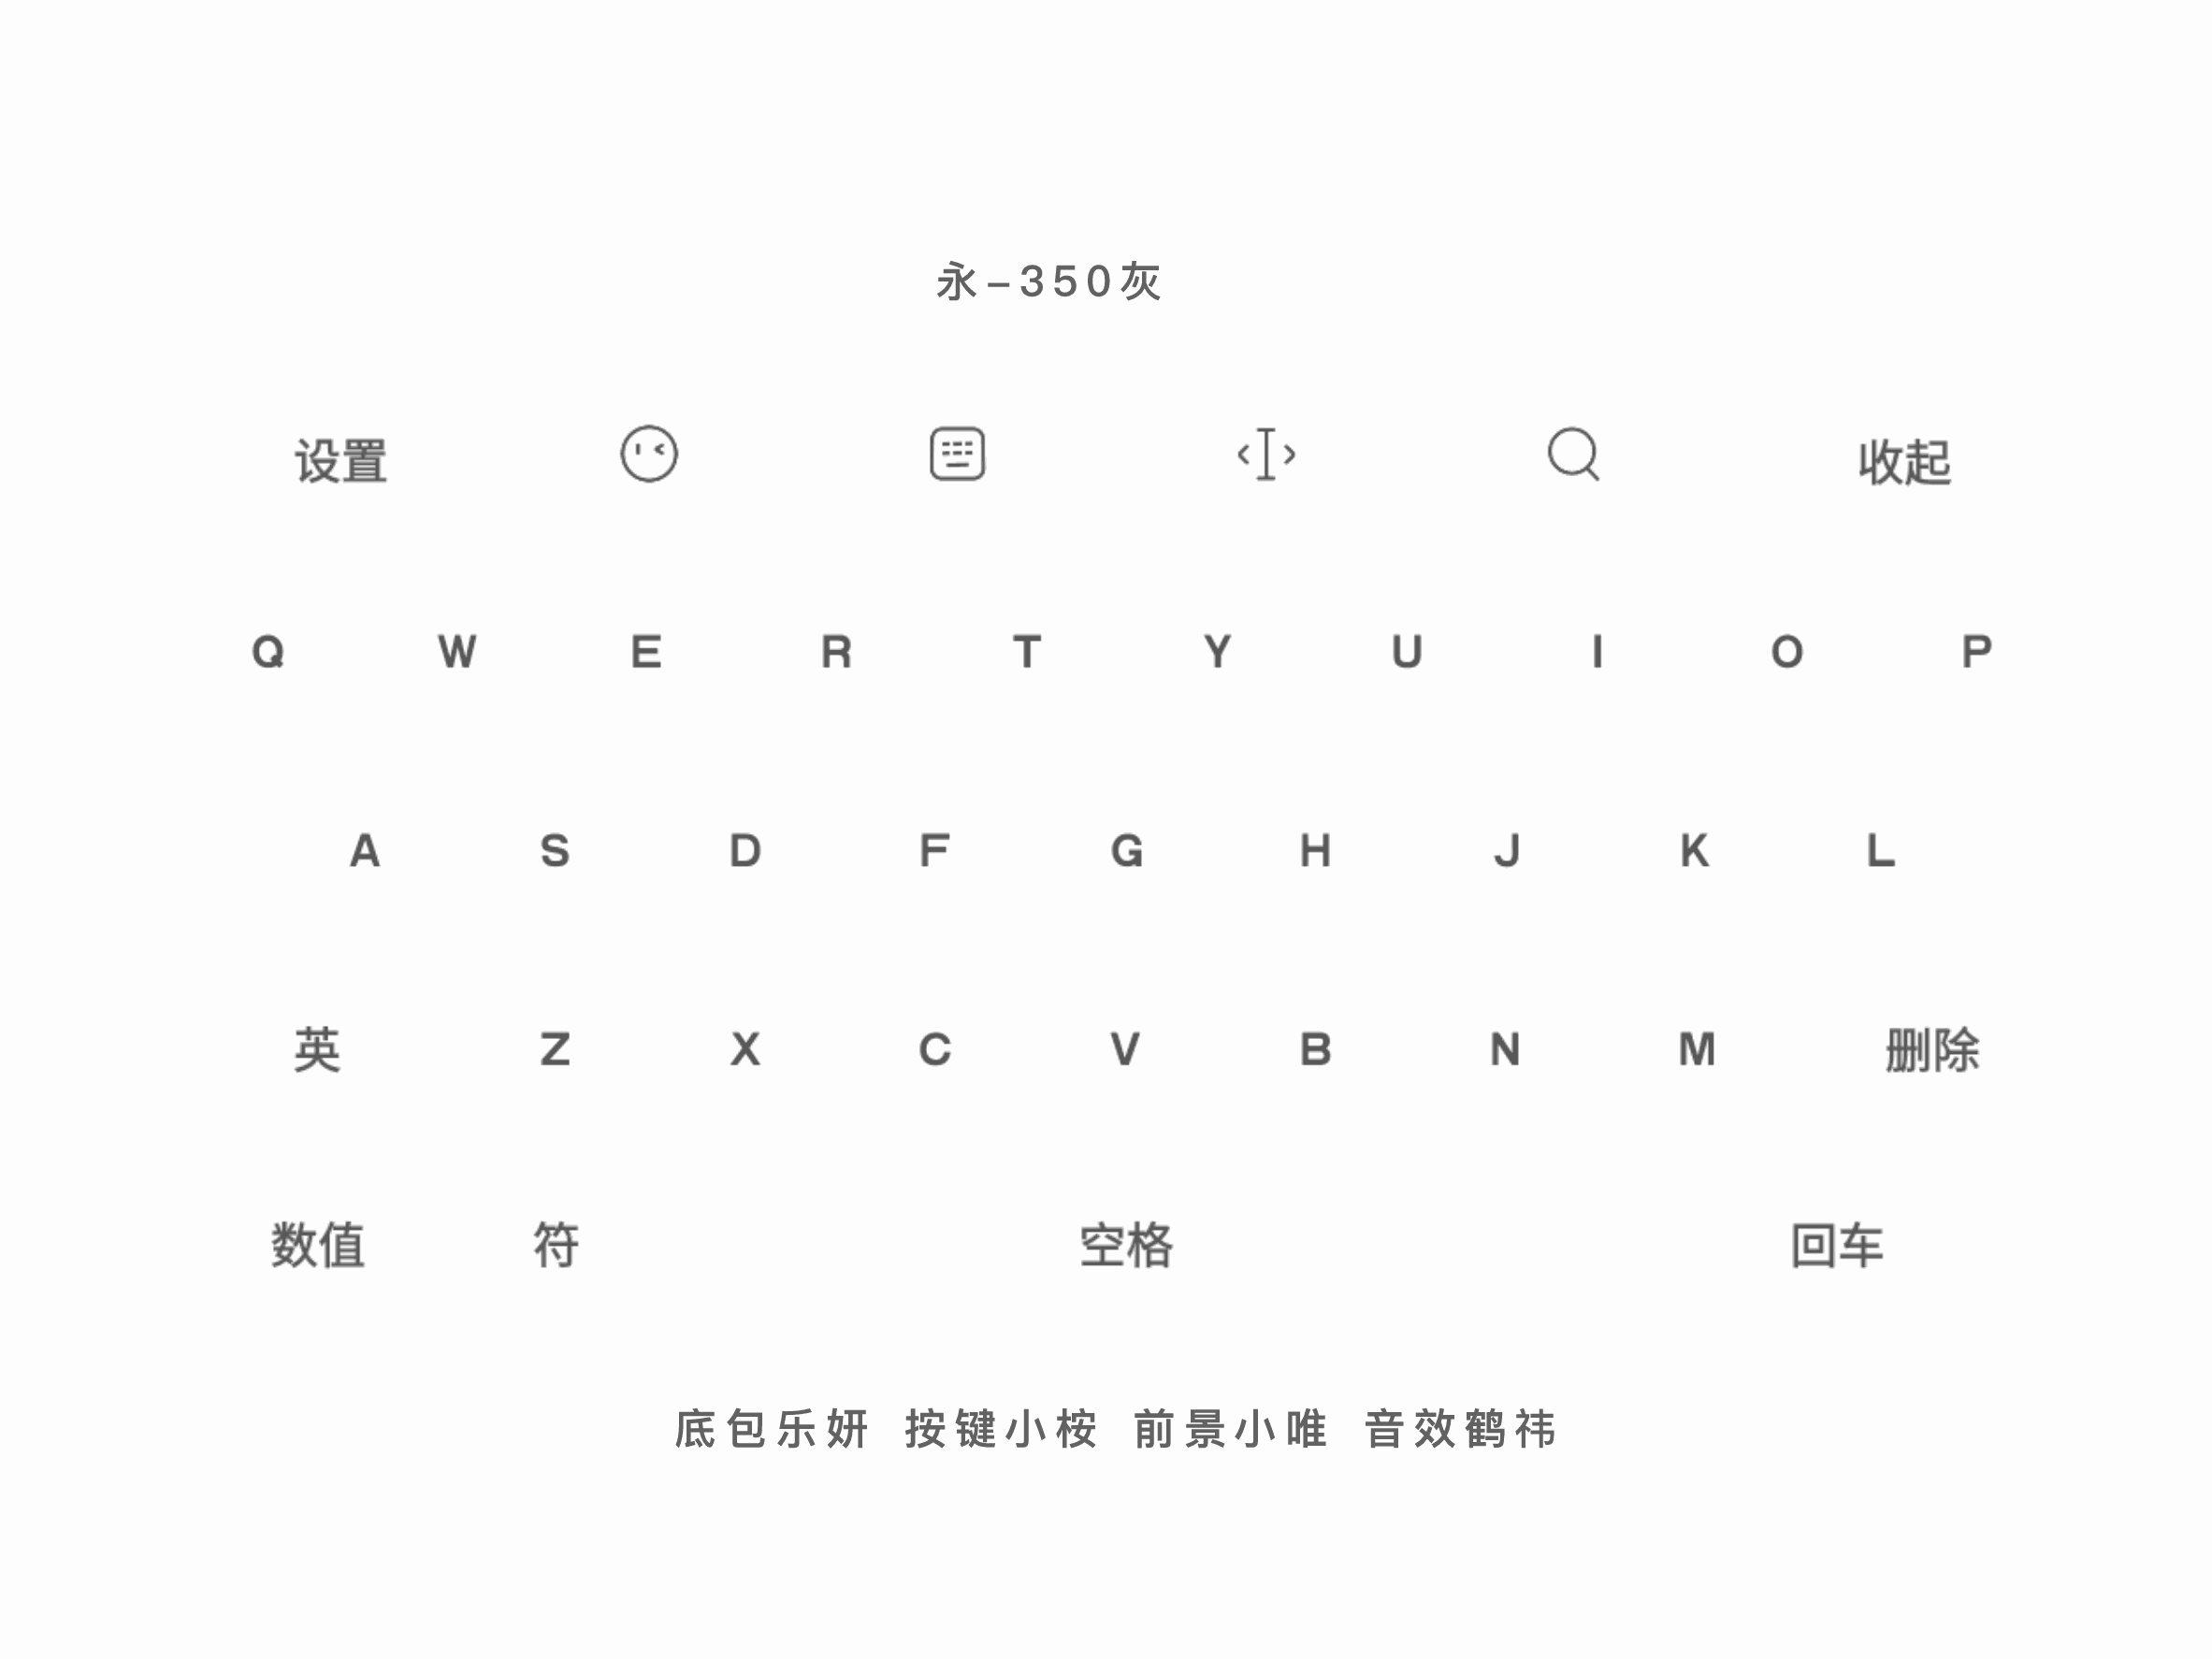 永-350灰
设置 收起
Q W E R T Y U I O P
A S D F G H J K L
英 Z X C V B N M 删除
数值 符 空格 回车
底包乐妍 按键小桉 前景小唯 音效鹤祎